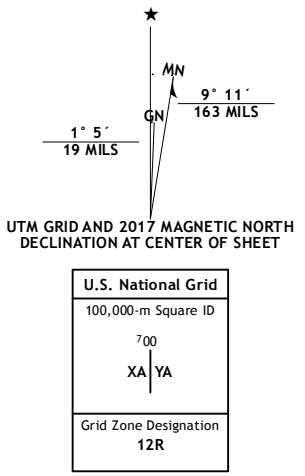 ★
MN
GN
9° 11´
163 MILS
1° 5´
19 MILS
UTM GRID AND 2017 MAGNETIC NORTH
DECLINATION AT CENTER OF SHEET
U.S. National Grid
100,000-m Square ID
⁷00
XA YA
Grid Zone Designation
12R